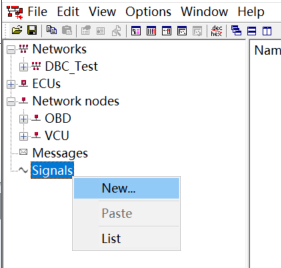 File Edit View Options Window Help
Networks
DBC_Test
ECUs
Network nodes
OBD
VCU
Messages
Signals
New...
Paste
List
Nam